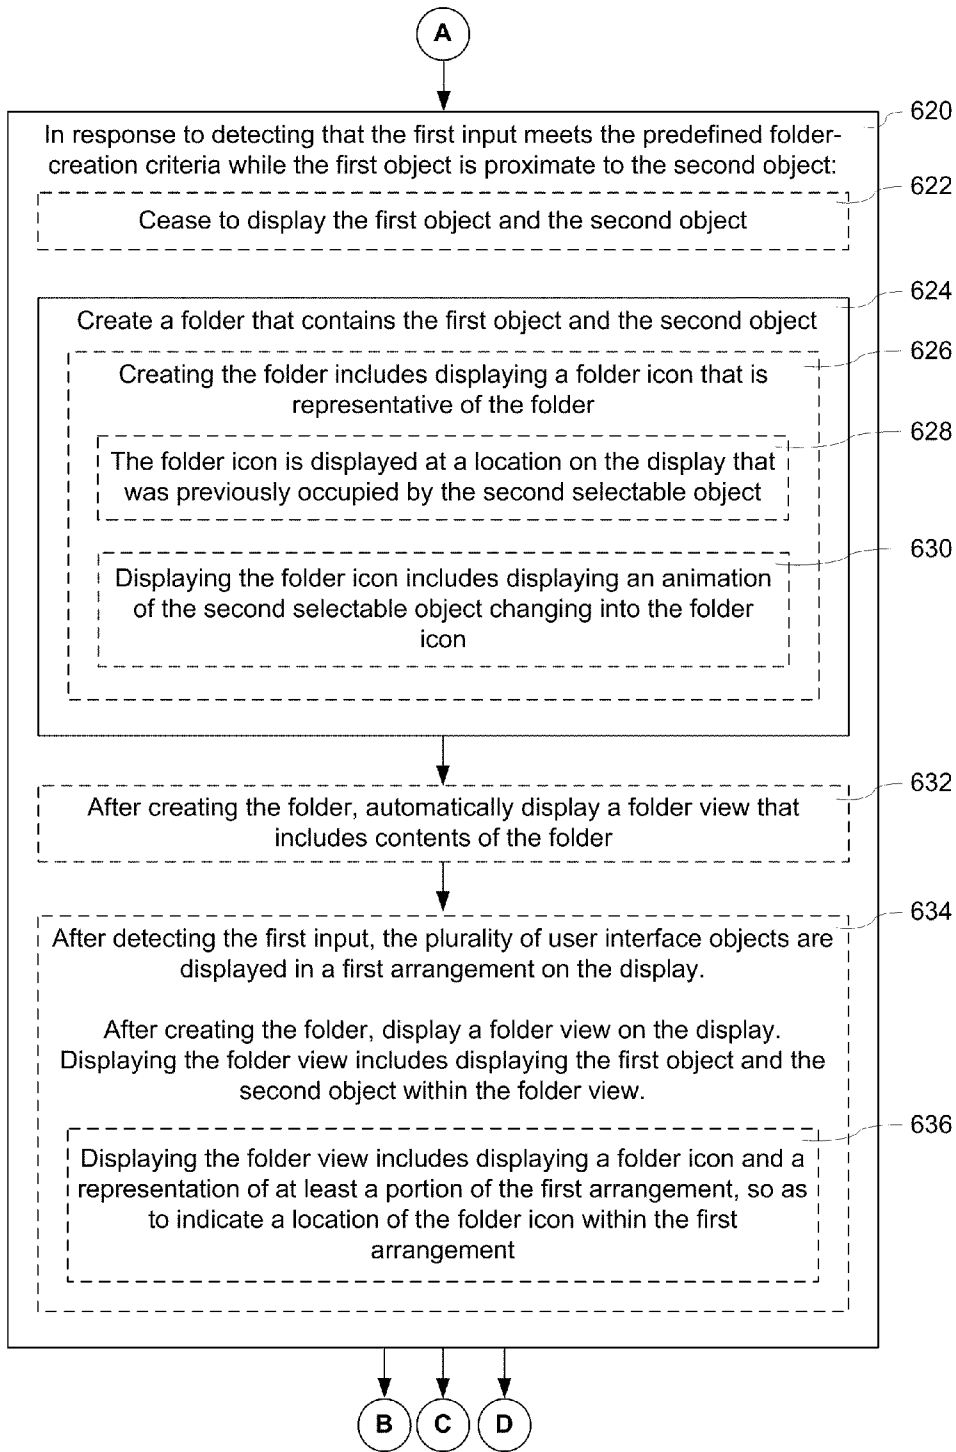 A
620
In response to detecting that the first input meets the predefined folder-
creation criteria while the first object is proximate to the second object:
622
Cease to display the first object and the second object
624
Create a folder that contains the first object and the second object
626
Creating the folder includes displaying a folder icon that is
representative of the folder
628
The folder icon is displayed at a location on the display that
was previously occupied by the second selectable object
630
Displaying the folder icon includes displaying an animation
of the second selectable object changing into the folder
icon
632
After creating the folder, automatically display a folder view that
includes contents of the folder
634
After detecting the first input, the plurality of user interface objects are
displayed in a first arrangement on the display.
After creating the folder, display a folder view on the display.
Displaying the folder view includes displaying the first object and the
second object within the folder view.
636
Displaying the folder view includes displaying a folder icon and a
representation of at least a portion of the first arrangement, so as
to indicate a location of the folder icon within the first
arrangement
B C D